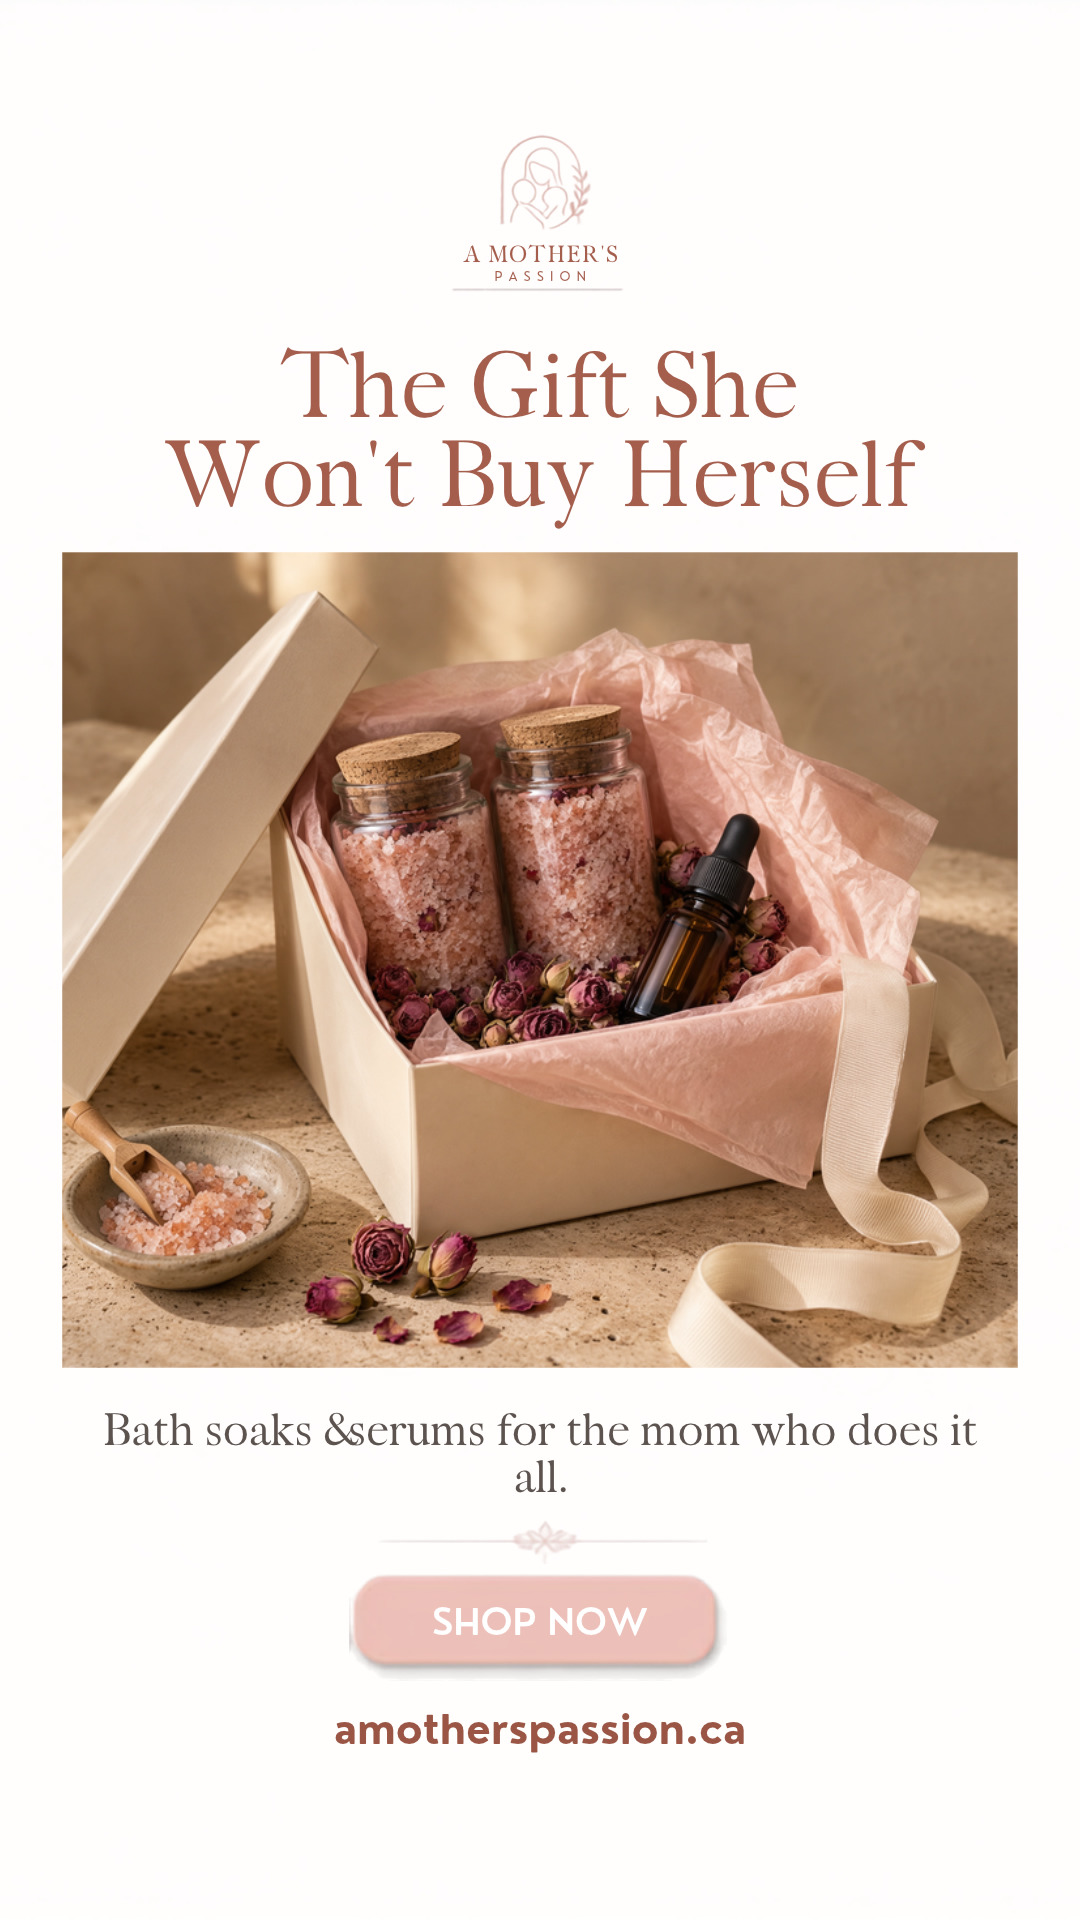 A MOTHER'S
PASSION
The Gift She
Won't Buy Herself
Bath soaks &serums for the mom who does it
all.
SHOP NOW
amotherspassion.ca